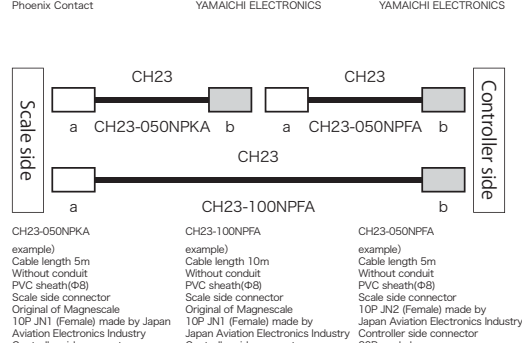 Phoenix Contact
YAMAICHI ELECTRONICS
YAMAICHI ELECTRONICS
CH23
CH23
Scale side
Controller side
a
CH23-050NPKA
b
a
CH23-050NPFA
b
CH23
a
CH23-100NPFA
b
CH23-050NPKA
example)
Cable length 5m
Without conduit
PVC sheath(Φ8)
Scale side connector
Original of Magnescale
10P JN1 (Female) made by Japan
Aviation Electronics Industry
CH23-100NPFA
example)
Cable length 10m
Without conduit
PVC sheath(Φ8)
Scale side connector
Original of Magnescale
10P JN1 (Female) made by
Japan Aviation Electronics Industry
CH23-050NPFA
example)
Cable length 5m
Without conduit
PVC sheath(Φ8)
Scale side connector
10P JN2 (Female) made by
Japan Aviation Electronics Industry
Controller side connector